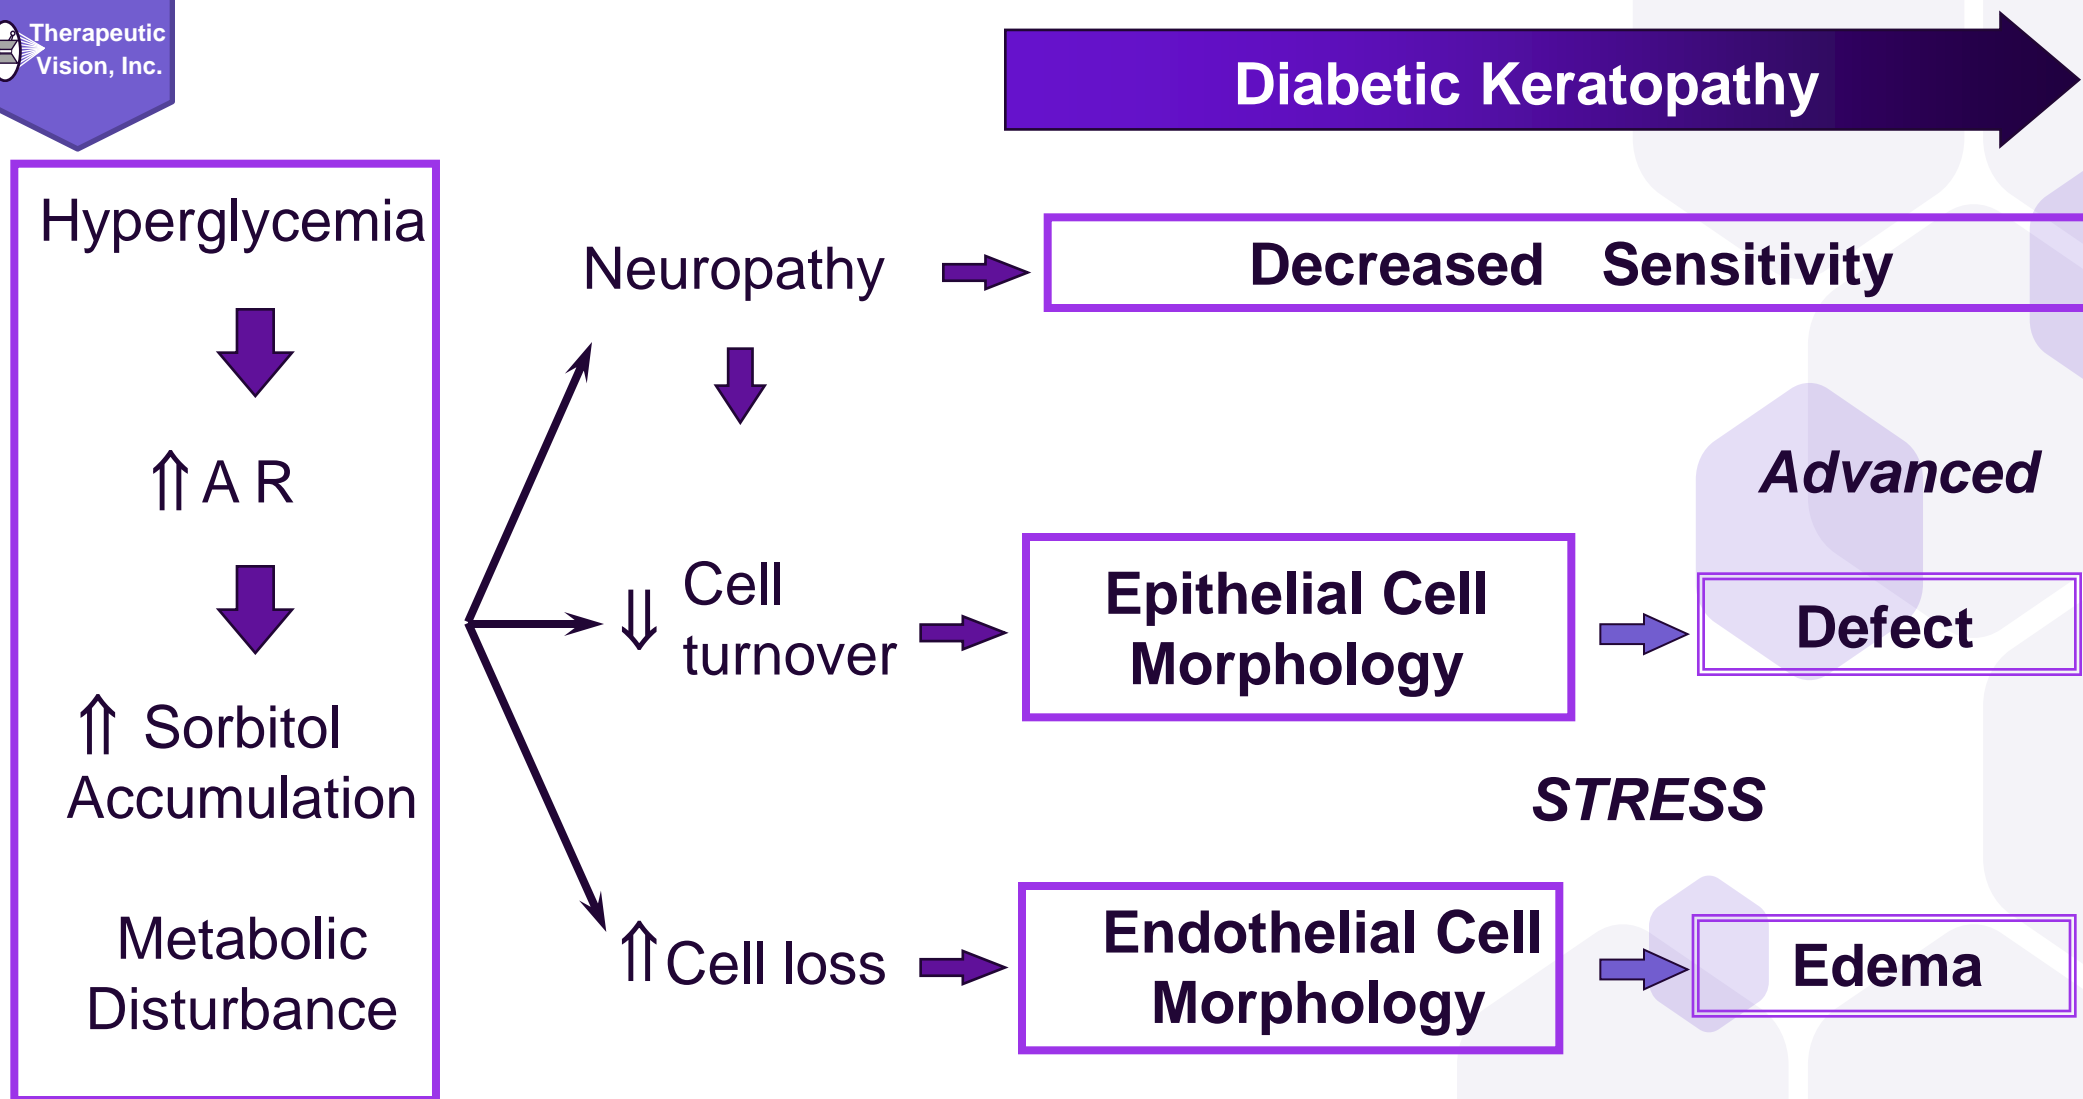 Therapeutic
Vision, Inc.
Diabetic Keratopathy
Hyperglycemia
⇑ A R
⇑ Sorbitol
Accumulation
Metabolic
Disturbance
Neuropathy
Decreased Sensitivity
Advanced
⇓ Cell
turnover
Epithelial Cell
Morphology
Defect
STRESS
⇑ Cell loss
Endothelial Cell
Morphology
Edema